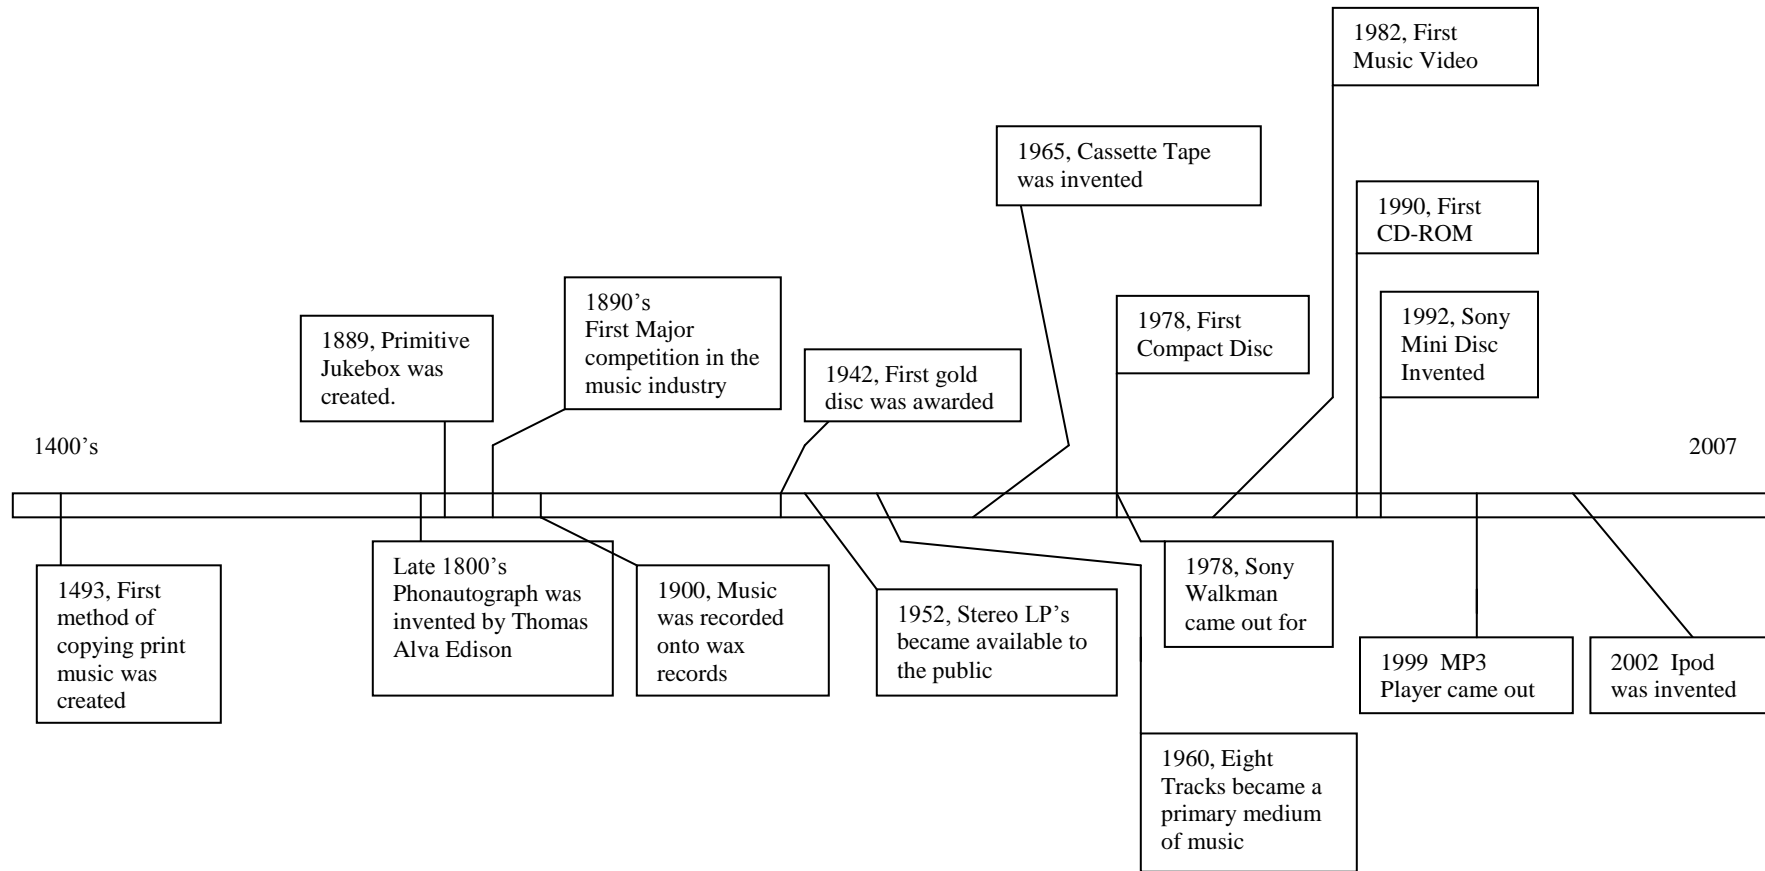 1982, First
Music Video
1965, Cassette Tape
was invented
1990, First
CD-ROM
1890’s
First Major
competition in the
music industry
1978, First
Compact Disc
1992, Sony
Mini Disc
Invented
1889, Primitive
Jukebox was
created.
1942, First gold
disc was awarded
1400’s
2007
Late 1800’s
Phonautograph was
invented by Thomas
Alva Edison
1493, First
method of
copying print
music was
created
1900, Music
was recorded
onto wax
records
1952, Stereo LP’s
became available to
the public
1978, Sony
Walkman
came out for
1999  MP3
Player came out
2002  Ipod
was invented
1960, Eight
Tracks became a
primary medium
of music